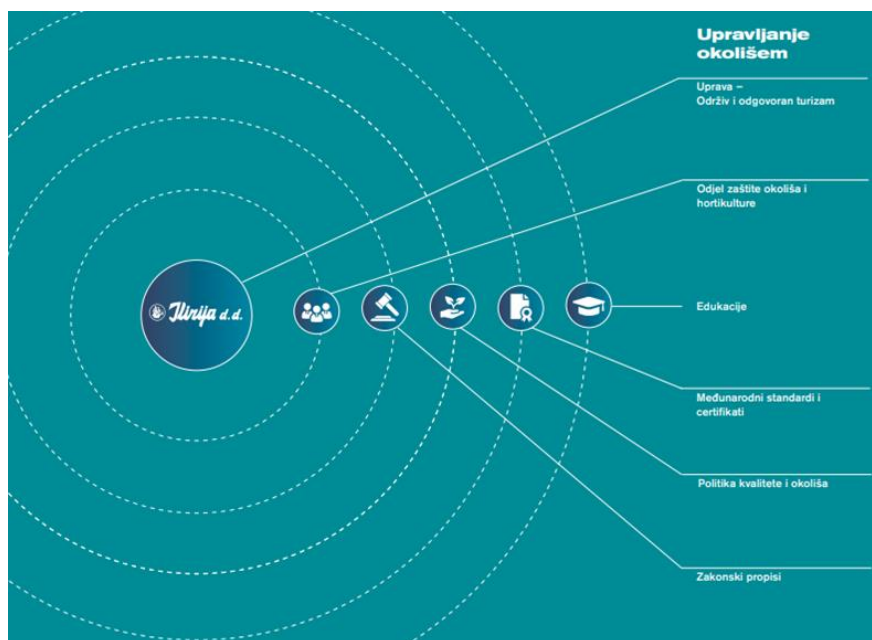 Upravljanje
okolišem
Uprava –
Održiv i odgovoran turizam
Odjel zaštite okoliša i
hortikulture
Ilirija d.d.
Edukacije
Međunarodni standardi i
certifikati
Politika kvalitete i okoliša
Zakonski propisi